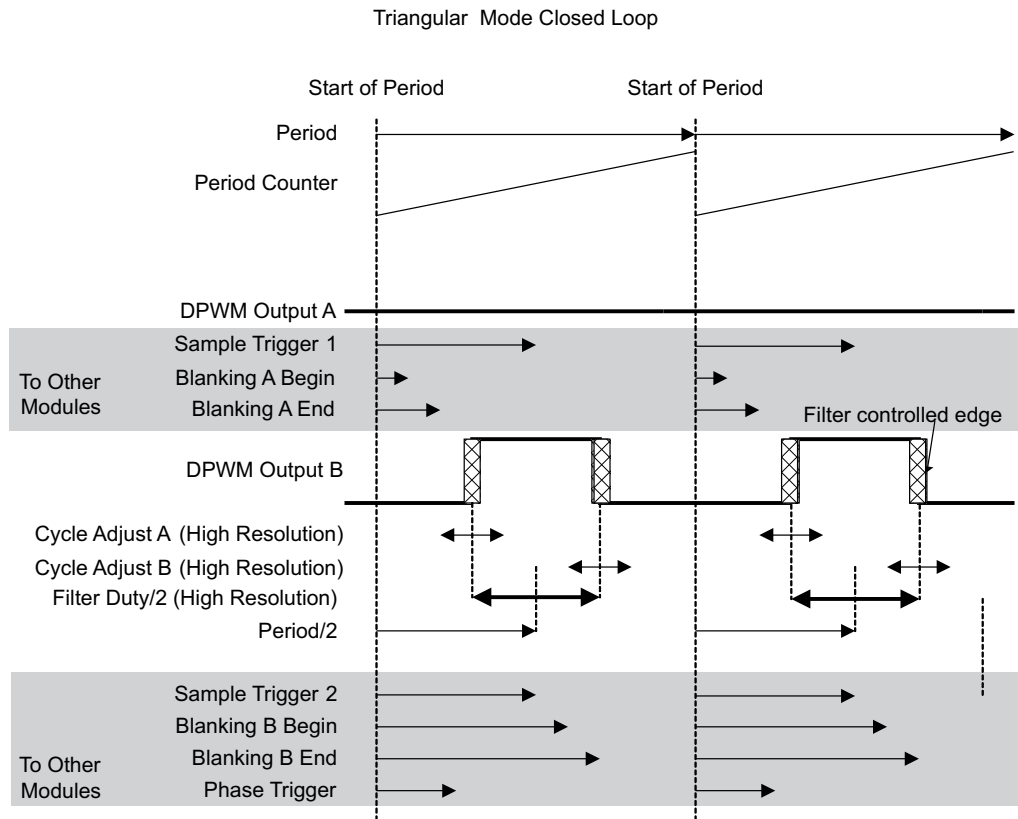 Triangular Mode Closed Loop
Start of Period
Start of Period
Period
Period Counter
DPWM Output A
Sample Trigger 1
To Other
Modules
Blanking A Begin
Blanking A End
Filter controlled edge
DPWM Output B
Cycle Adjust A (High Resolution)
Cycle Adjust B (High Resolution)
Filter Duty/2 (High Resolution)
Period/2
Sample Trigger 2
Blanking B Begin
Blanking B End
To Other
Modules
Phase Trigger